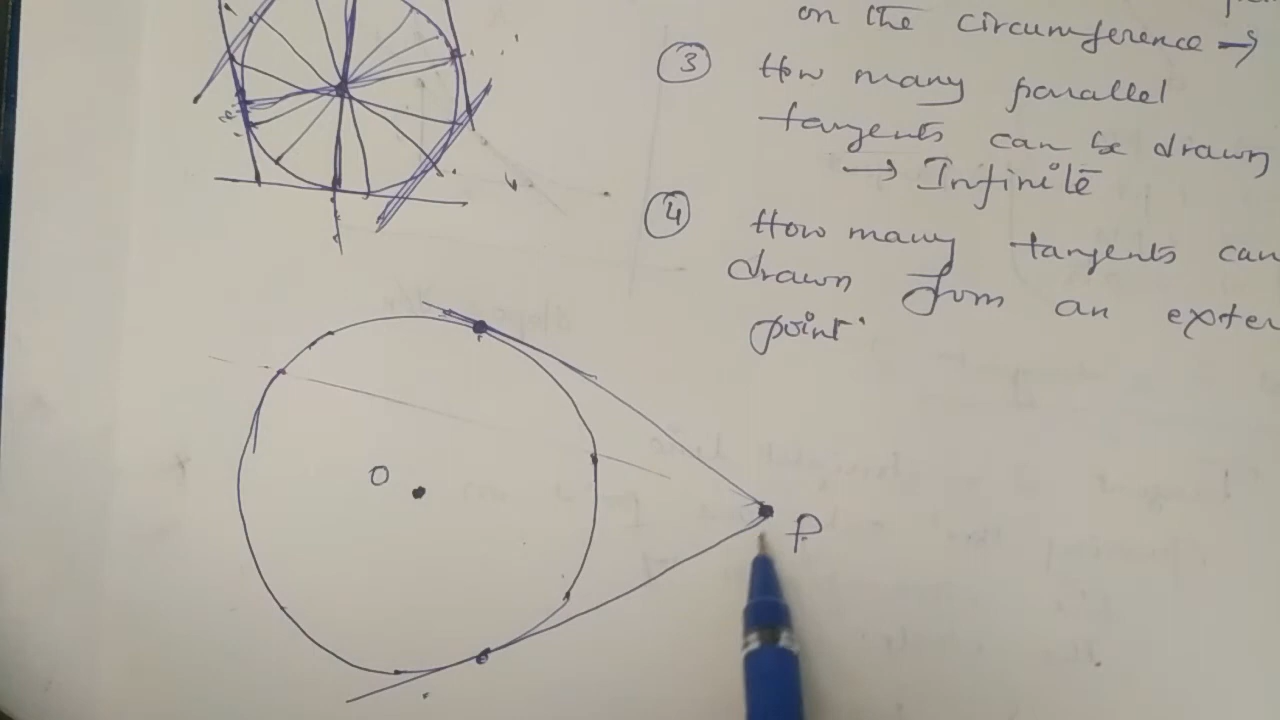 on the circumference →
③ How many parallel
tangents can be drawn
→ Infinite
④ How many tangents can
drawn from an exter
point
O
P